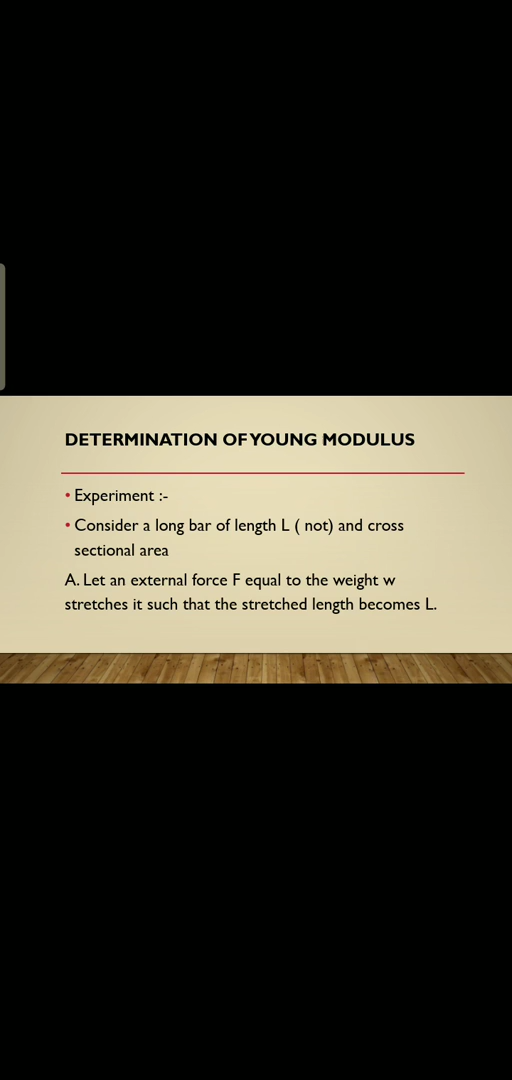 DETERMINATION OF YOUNG MODULUS
• Experiment :-
• Consider a long bar of length L ( not) and cross
sectional area
A. Let an external force F equal to the weight w
stretches it such that the stretched length becomes L.